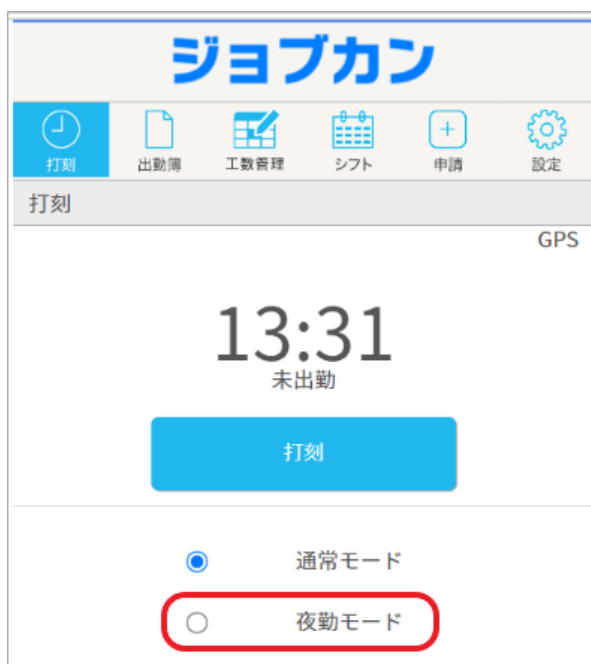 ジョブカン
打刻 出勤簿 工数管理 シフト 申請 設定
打刻
GPS
13:31
未出勤
打刻
通常モード
夜勤モード